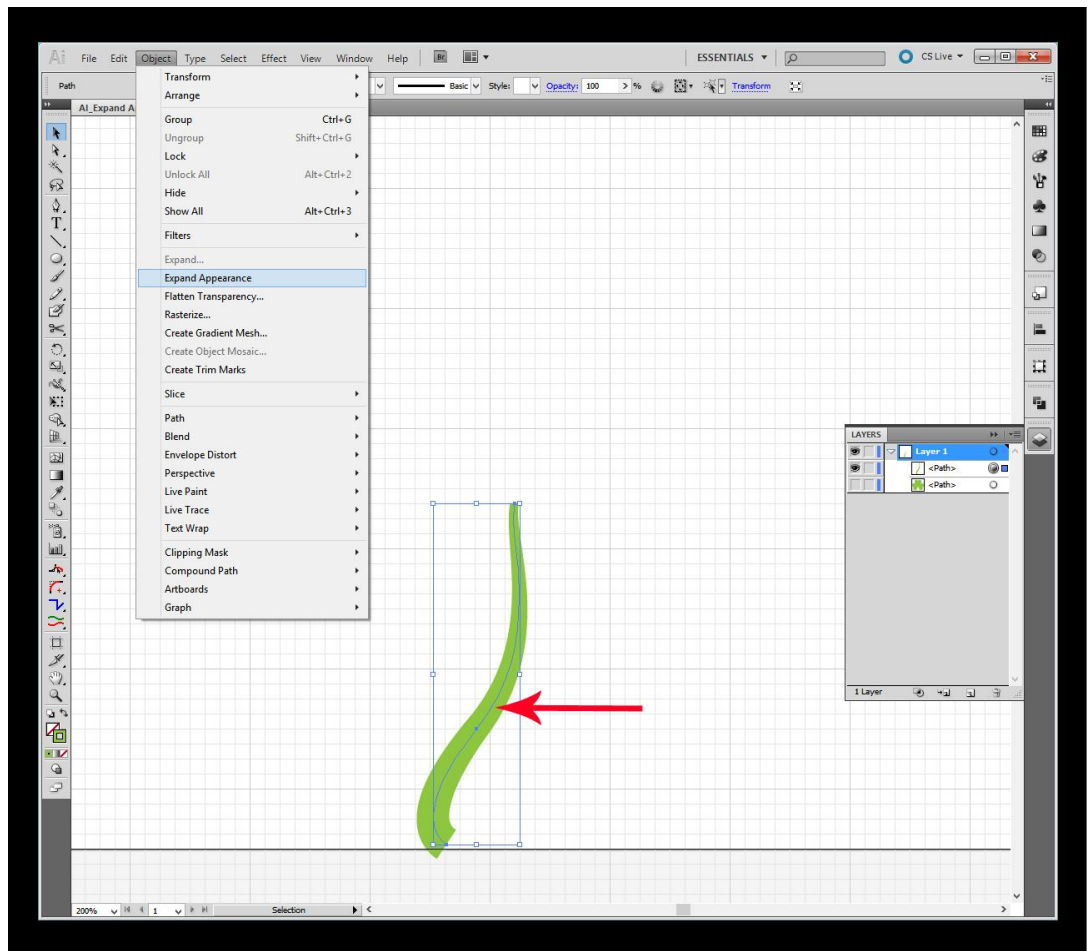 Ai File Edit Object Type Select Effect View Window Help Br ESSENTIALS CS Live
Path Basic Style: Opacity: 100 % Transform
AI_Expand A
Transform
Arrange
Group Ctrl+G
Ungroup Shift+Ctrl+G
Lock
Unlock All Alt+Ctrl+2
Hide
Show All Alt+Ctrl+3
Filters
Expand...
Expand Appearance
Flatten Transparency...
Rasterize...
Create Gradient Mesh...
Create Object Mosaic...
Create Trim Marks
Slice
Path
Blend
Envelope Distort
Perspective
Live Paint
Live Trace
Text Wrap
Clipping Mask
Compound Path
Artboards
Graph
LAYERS
Layer 1
<Path>
<Path>
1 Layer
200% 1 Selection